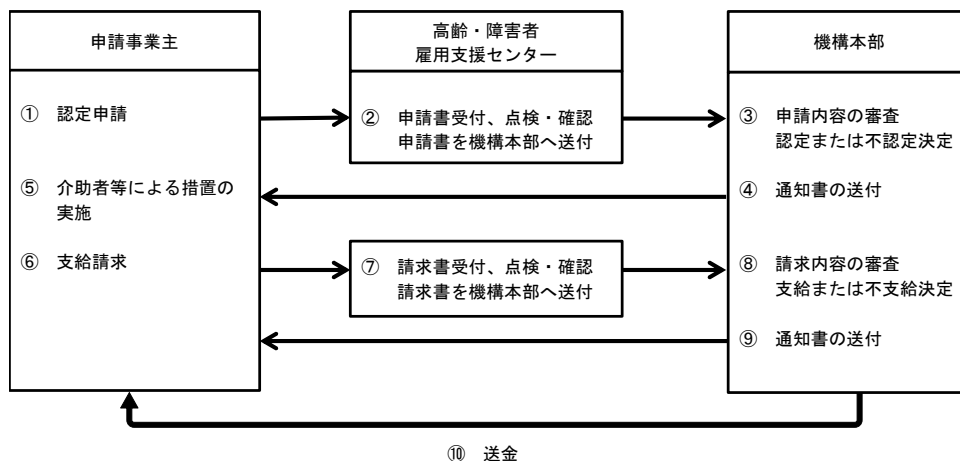 申請事業主
高齢・障害者
雇用支援センター
機構本部
① 認定申請
② 申請書受付、点検・確認
申請書を機構本部へ送付
③ 申請内容の審査
認定または不認定決定
④ 通知書の送付
⑤ 介助者等による措置の
実施
⑥ 支給請求
⑦ 請求書受付、点検・確認
請求書を機構本部へ送付
⑧ 請求内容の審査
支給または不支給決定
⑨ 通知書の送付
⑩ 送金